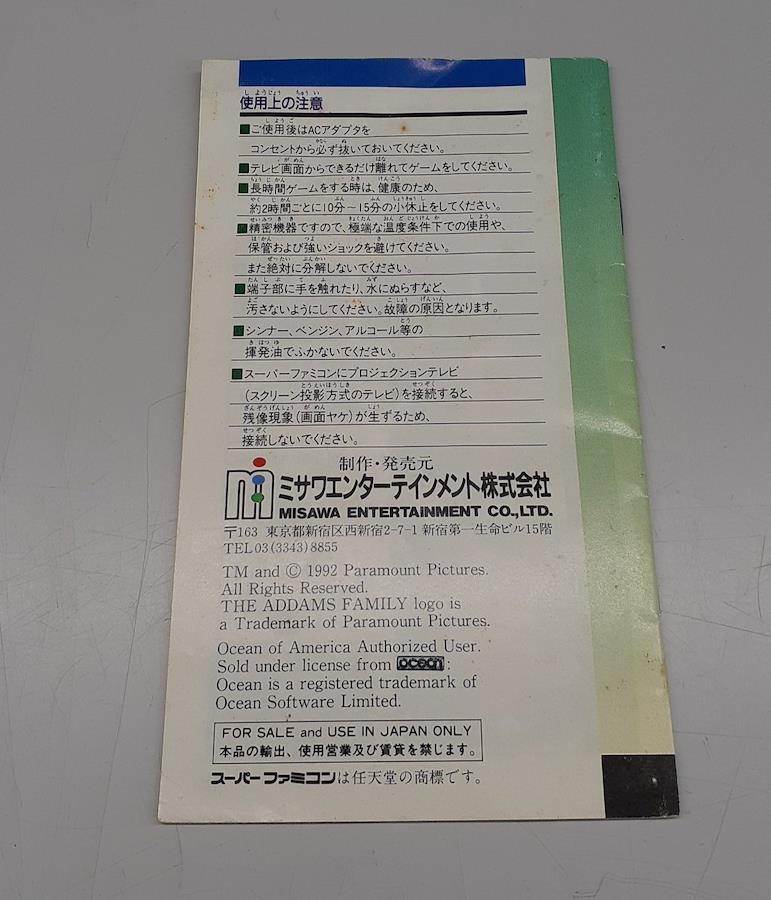 使用上の注意
■ご使用後はACアダプタを
コンセントから必ず抜いておいてください。
■テレビ画面からできるだけ離れてゲームをしてください。
■長時間ゲームをする時は、健康のため、
約2時間ごとに10分〜15分の小休止をしてください。
■精密機器ですので、極端な温度条件下での使用や、
保管および強いショックを避けてください。
また絶対に分解しないでください。
■端子部に手を触れたり、水にぬらすなど、
汚さないようにしてください。故障の原因となります。
■シンナー、ベンジン、アルコール等の
揮発油でふかないでください。
■スーパーファミコンにプロジェクションテレビ
(スクリーン投影方式のテレビ)を接続すると、
残像現象(画面ヤケ)が生ずるため、
接続しないでください。
制作・発売元
ミサワエンターテインメント株式会社
MISAWA ENTERTAINMENT CO.,LTD.
〒163 東京都新宿区西新宿2-7-1 新宿第一生命ビル15階
TEL03(3343)8855
TM and © 1992 Paramount Pictures.
All Rights Reserved.
THE ADDAMS FAMILY logo is
a Trademark of Paramount Pictures.
Ocean of America Authorized User.
Sold under license from ocean:
Ocean is a registered trademark of
Ocean Software Limited.
FOR SALE and USE IN JAPAN ONLY
本品の輸出、使用営業及び賃貸を禁じます。
スーパーファミコンは任天堂の商標です。